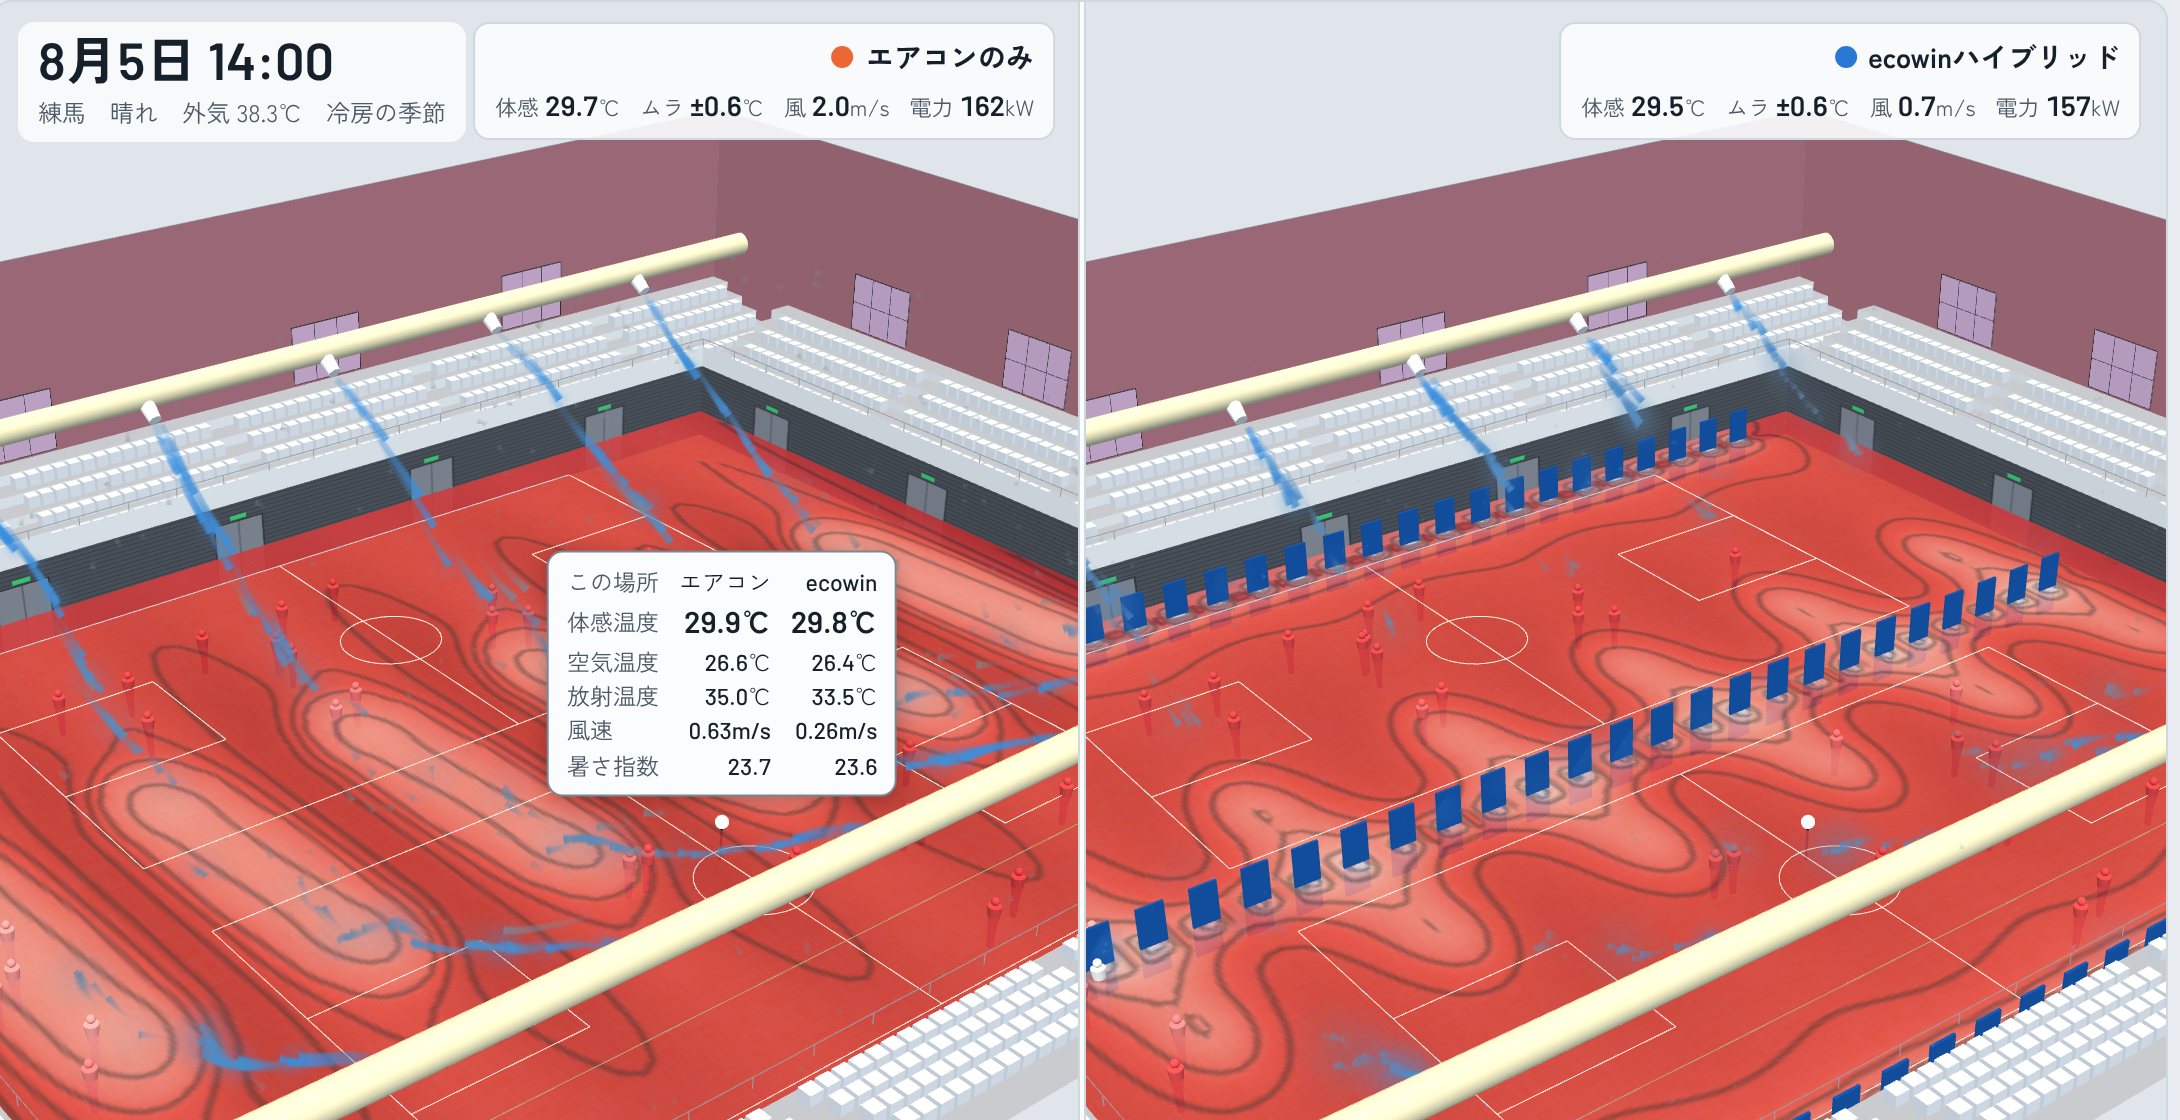 8月5日 14:00
練馬 晴れ 外気 38.3℃ 冷房の季節
エアコンのみ
体感 29.7℃ ムラ ±0.6℃ 風 2.0m/s 電力 162kW
ecowinハイブリッド
体感 29.5℃ ムラ ±0.6℃ 風 0.7m/s 電力 157kW
この場所 エアコン ecowin
体感温度 29.9℃ 29.8℃
空気温度 26.6℃ 26.4℃
放射温度 35.0℃ 33.5℃
風速 0.63m/s 0.26m/s
暑さ指数 23.7 23.6